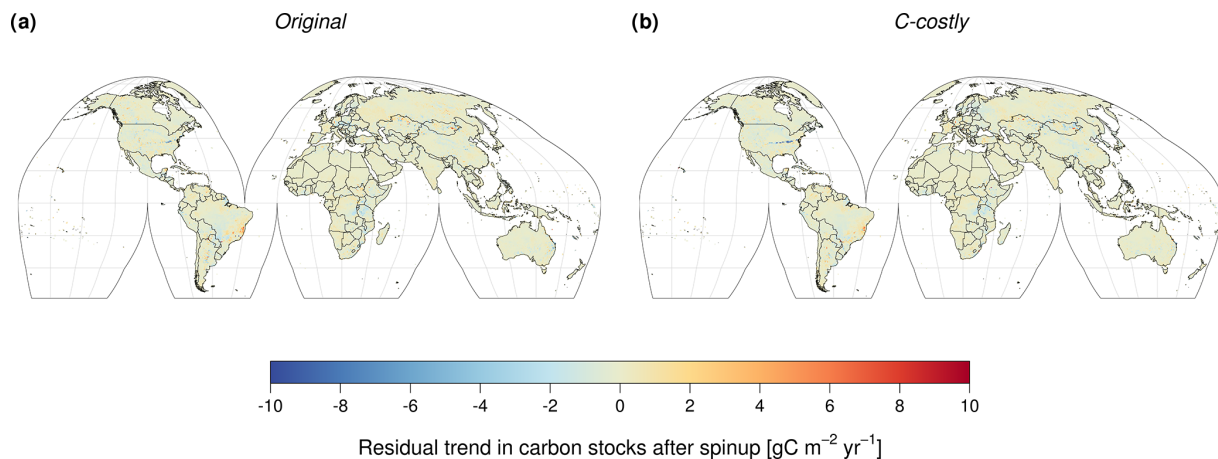 (a) Original (b) C-costly
-10 -8 -6 -4 -2 0 2 4 6 8 10
Residual trend in carbon stocks after spinup [gC m⁻² yr⁻¹]